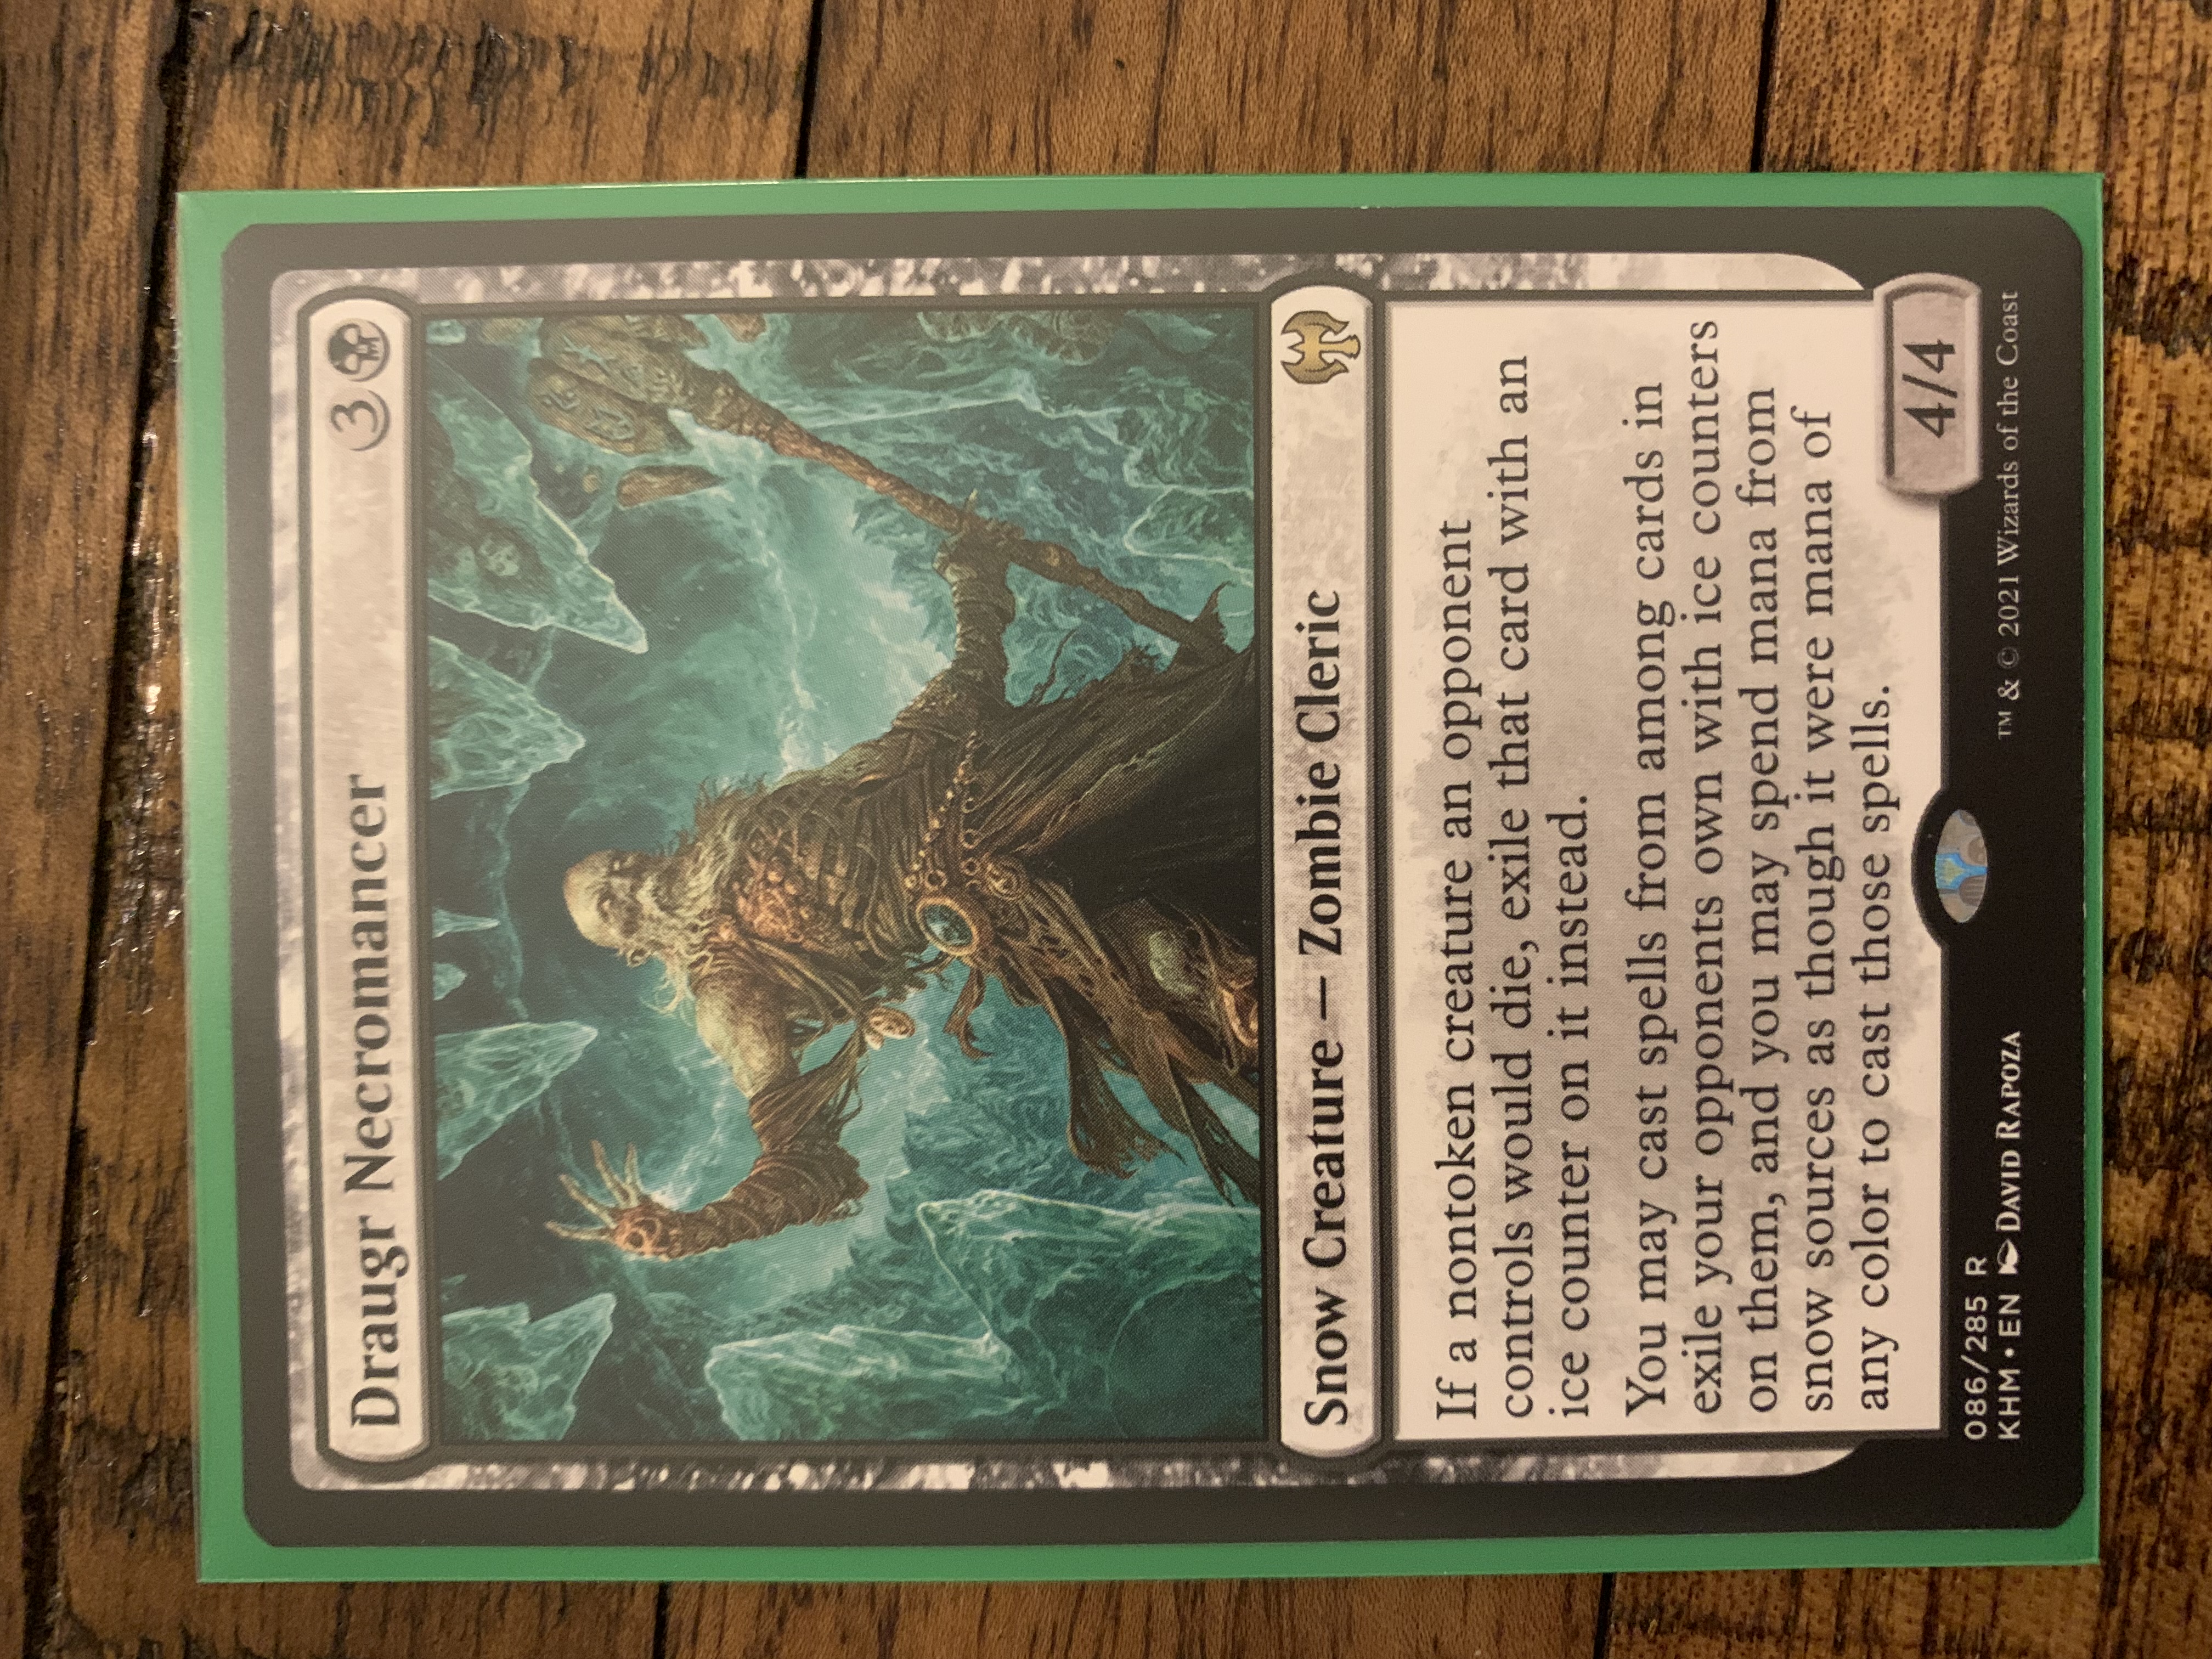 Draugr Necromancer 3
Snow Creature — Zombie Cleric
If a nontoken creature an opponent
controls would die, exile that card with an
ice counter on it instead.
You may cast spells from among cards in
exile your opponents own with ice counters
on them, and you may spend mana from
snow sources as though it were mana of
any color to cast those spells.
4/4
086/285 R
KHM • EN David Rapoza
™ & © 2021 Wizards of the Coast